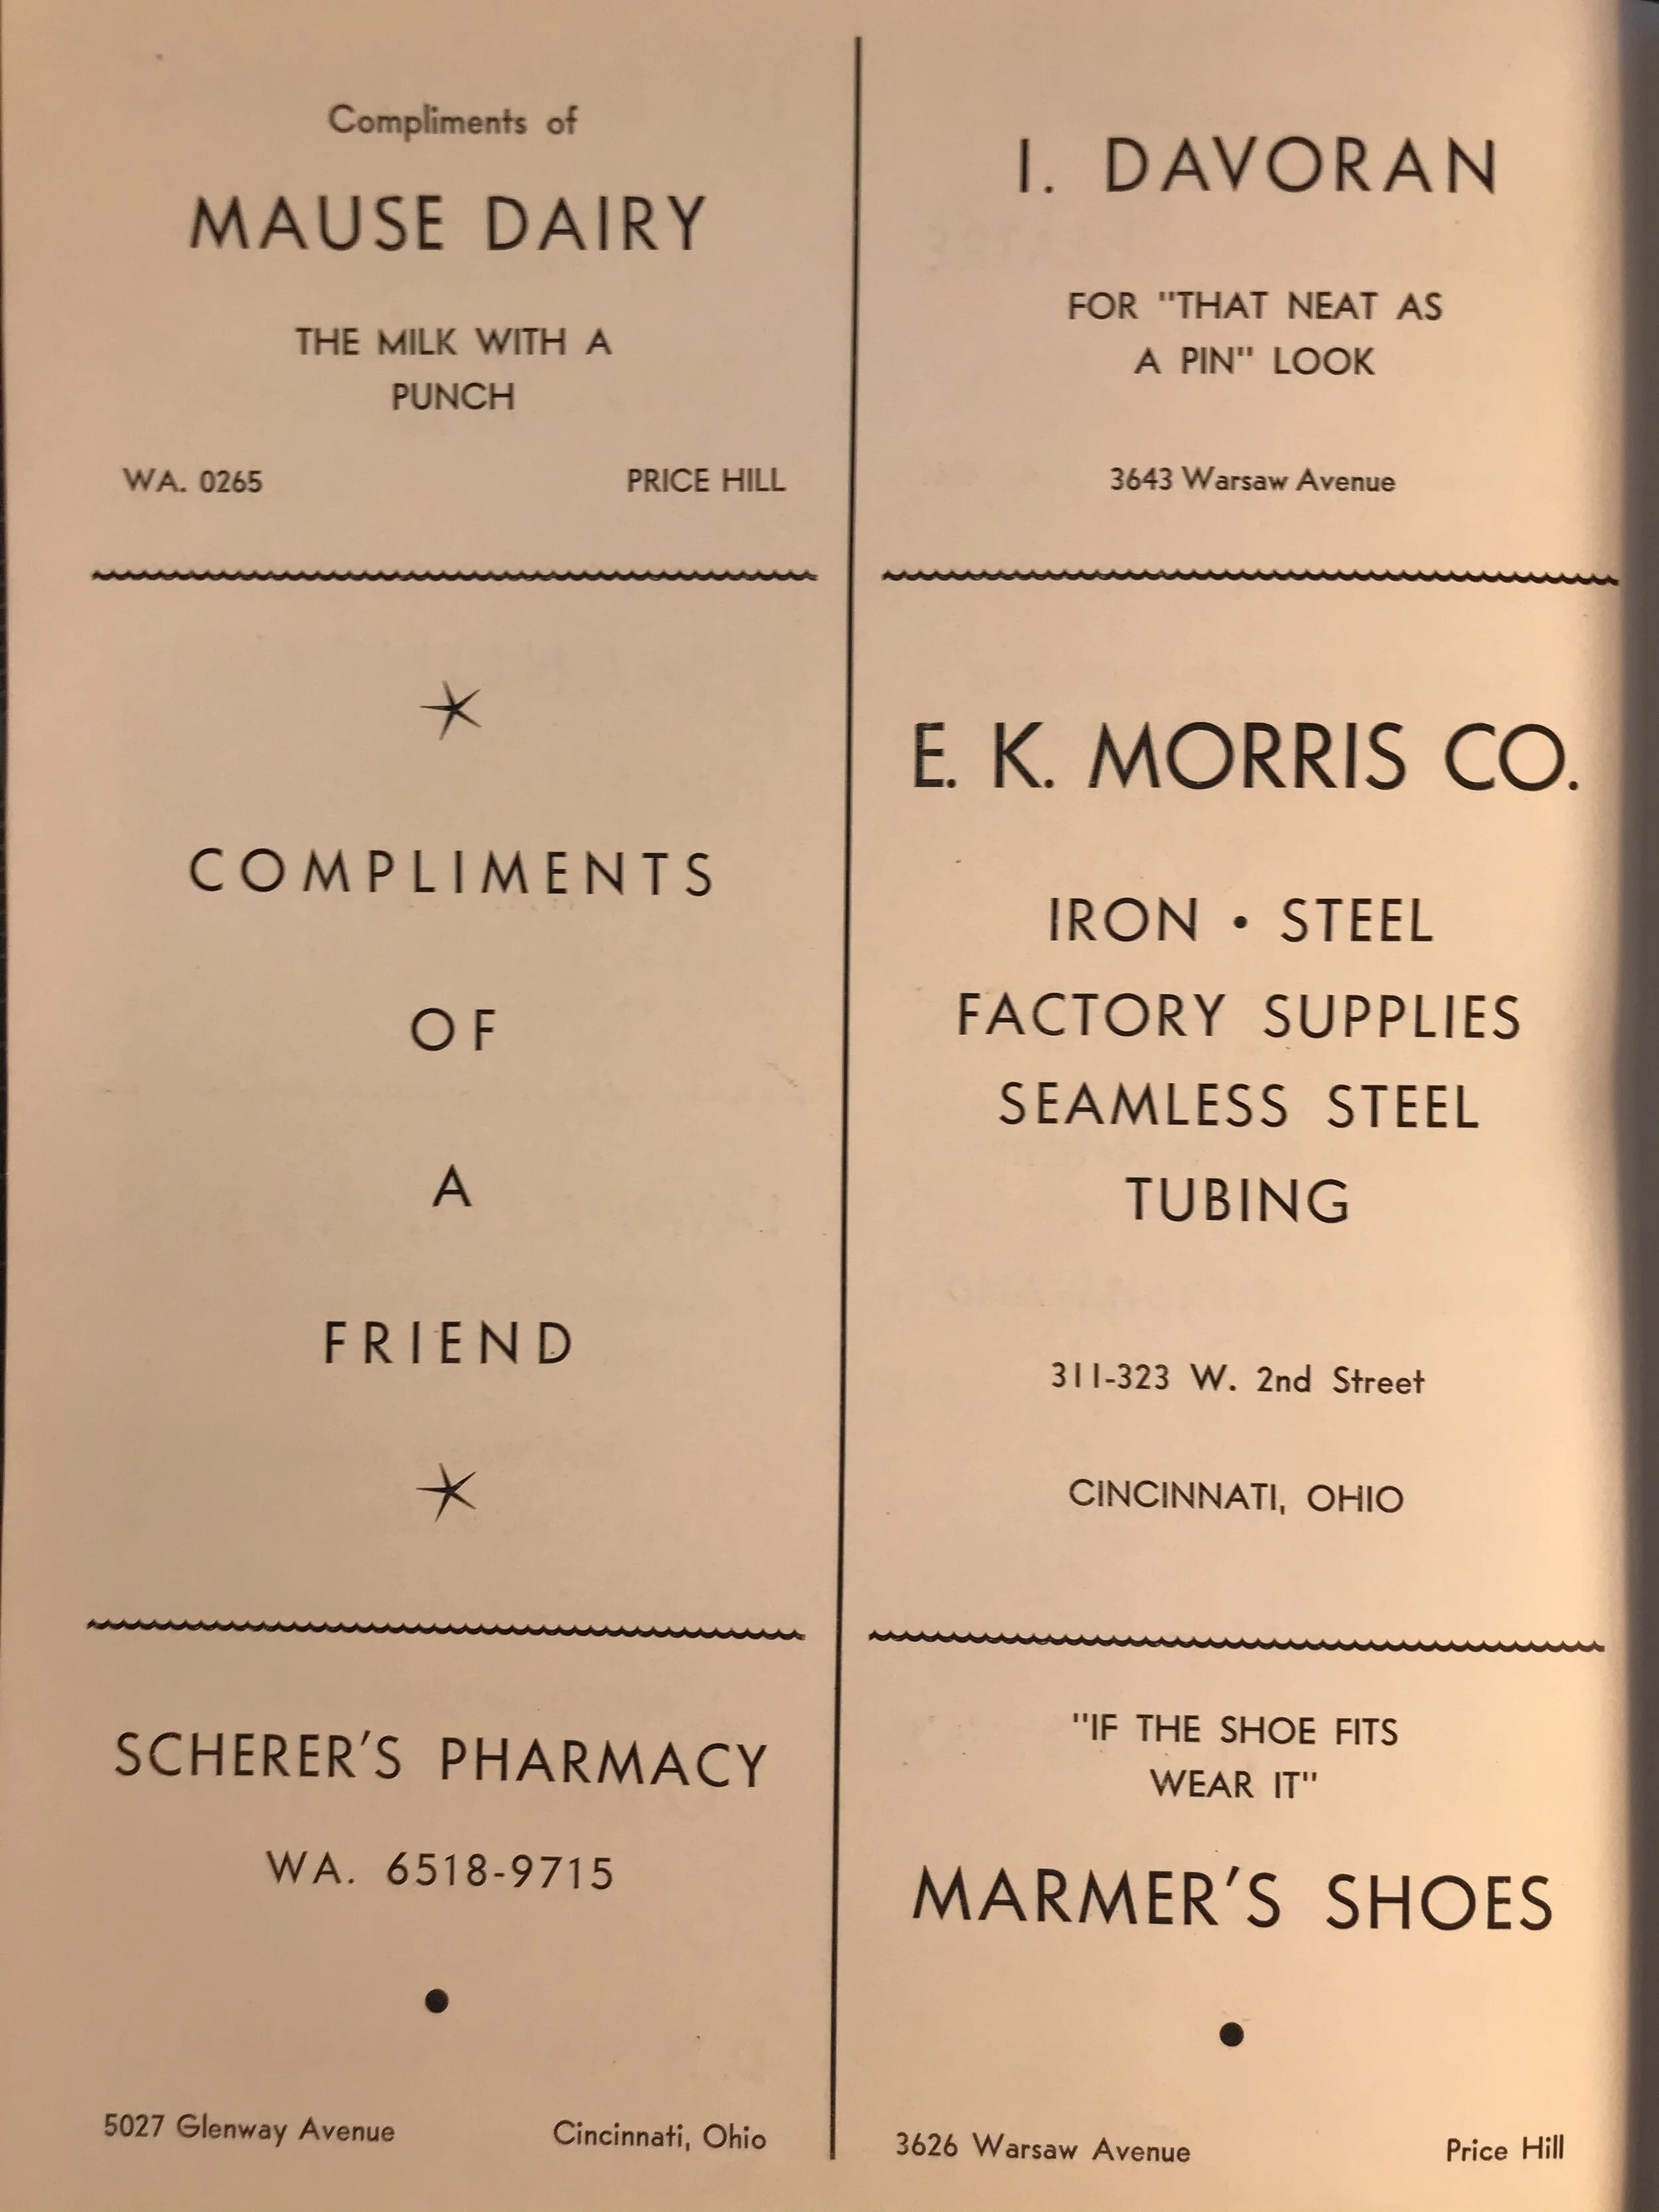 Compliments of
MAUSE DAIRY
THE MILK WITH A
PUNCH
WA. 0265 PRICE HILL
COMPLIMENTS
OF
A
FRIEND
SCHERER'S PHARMACY
WA. 6518-9715
5027 Glenway Avenue Cincinnati, Ohio
I. DAVORAN
FOR "THAT NEAT AS
A PIN" LOOK
3643 Warsaw Avenue
E. K. MORRIS CO.
IRON • STEEL
FACTORY SUPPLIES
SEAMLESS STEEL
TUBING
311-323 W. 2nd Street
CINCINNATI, OHIO
"IF THE SHOE FITS
WEAR IT"
MARMER'S SHOES
3626 Warsaw Avenue Price Hill